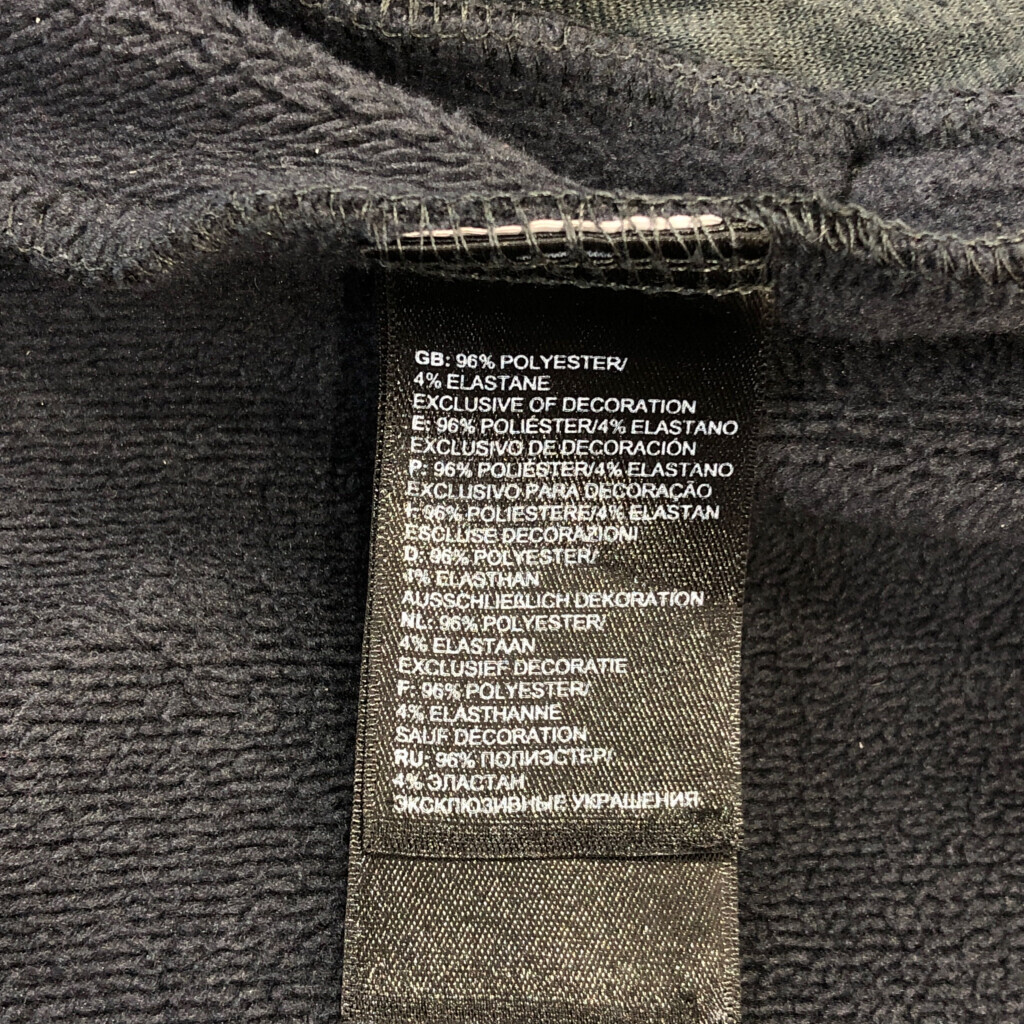 GB: 96% POLYESTER/
4% ELASTANE
EXCLUSIVE OF DECORATION
E: 96% POLIÉSTER/4% ELASTANO
EXCLUSIVO DE DECORACIÓN
P: 96% POLIÉSTER/4% ELASTANO
EXCLUSIVO PARA DECORAÇÃO
I: 96% POLIESTERE/4% ELASTAN
ESCLUSE DECORAZIONI
D: 96% POLYESTER/
4% ELASTHAN
AUSSCHLIEßLICH DEKORATION
NL: 96% POLYESTER/
4% ELASTAAN
EXCLUSIEF DECORATIE
F: 96% POLYESTER/
4% ELASTHANNE
SAUF DÉCORATION
RU: 96% ПОЛИЭСТЕР/
4% ЭЛАСТАН
ЭКСКЛЮЗИВНЫЕ УКРАШЕНИЯ